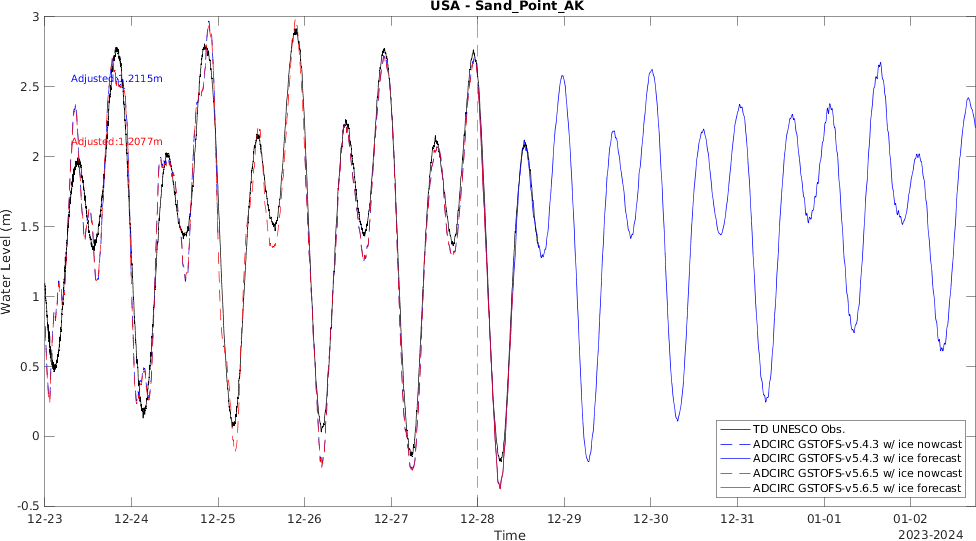 USA - Sand_Point_AK
3
2.5
2
1.5
1
0.5
0
-0.5
Water Level (m)
Adjusted:1.2115m
Adjusted:1.2077m
TD UNESCO Obs.
ADCIRC GSTOFS-v5.4.3 w/ ice nowcast
ADCIRC GSTOFS-v5.4.3 w/ ice forecast
ADCIRC GSTOFS-v5.6.5 w/ ice nowcast
ADCIRC GSTOFS-v5.6.5 w/ ice forecast
12-23 12-24 12-25 12-26 12-27 12-28 12-29 12-30 12-31 01-01 01-02
Time
2023-2024